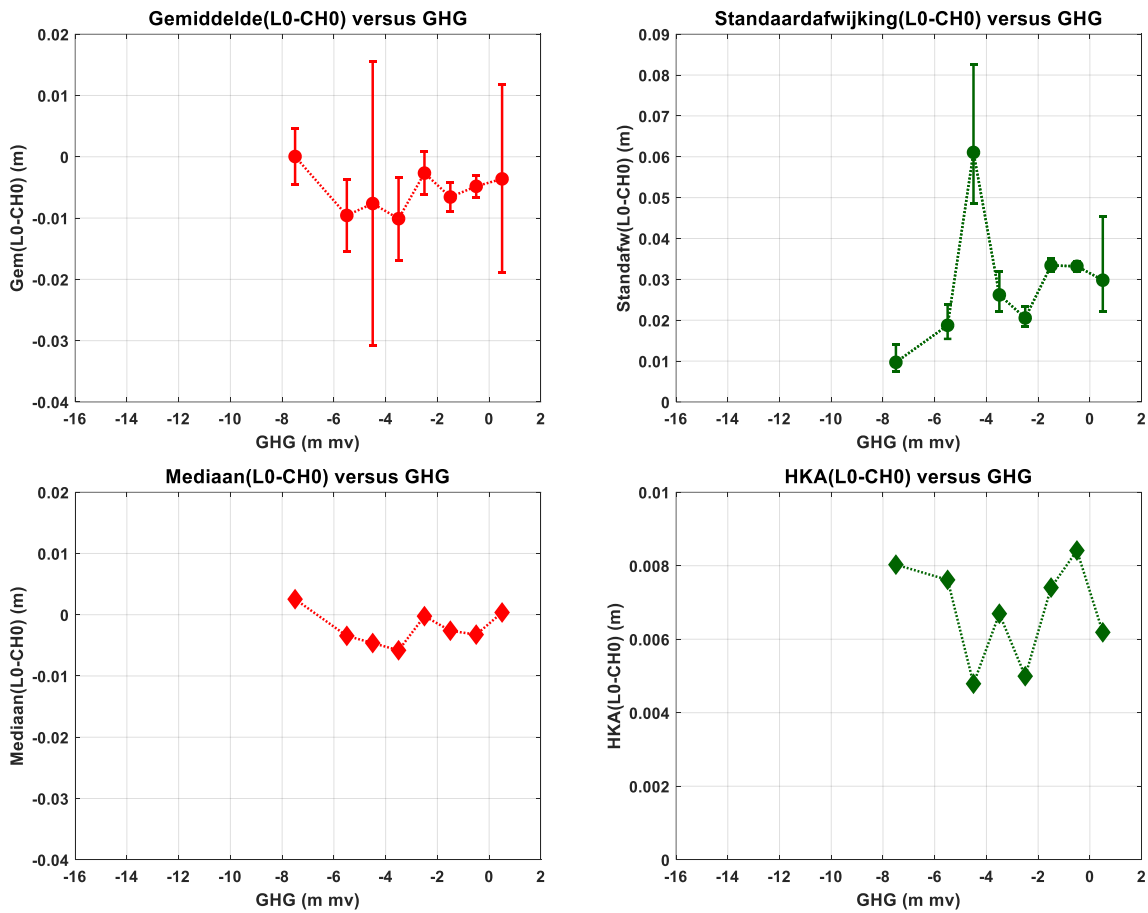 Gemiddelde(L0-CH0) versus GHG
0.02
0.01
0
-0.01
-0.02
-0.03
-0.04
Gem(L0-CH0) (m)
-16 -14 -12 -10 -8 -6 -4 -2 0 2
GHG (m mv)
Standaardafwijking(L0-CH0) versus GHG
0.09
0.08
0.07
0.06
0.05
0.04
0.03
0.02
0.01
0
Standafw(L0-CH0) (m)
-16 -14 -12 -10 -8 -6 -4 -2 0 2
GHG (m mv)
Mediaan(L0-CH0) versus GHG
0.02
0.01
0
-0.01
-0.02
-0.03
-0.04
Mediaan(L0-CH0) (m)
-16 -14 -12 -10 -8 -6 -4 -2 0 2
GHG (m mv)
HKA(L0-CH0) versus GHG
0.01
0.008
0.006
0.004
0.002
0
HKA(L0-CH0) (m)
-16 -14 -12 -10 -8 -6 -4 -2 0 2
GHG (m mv)